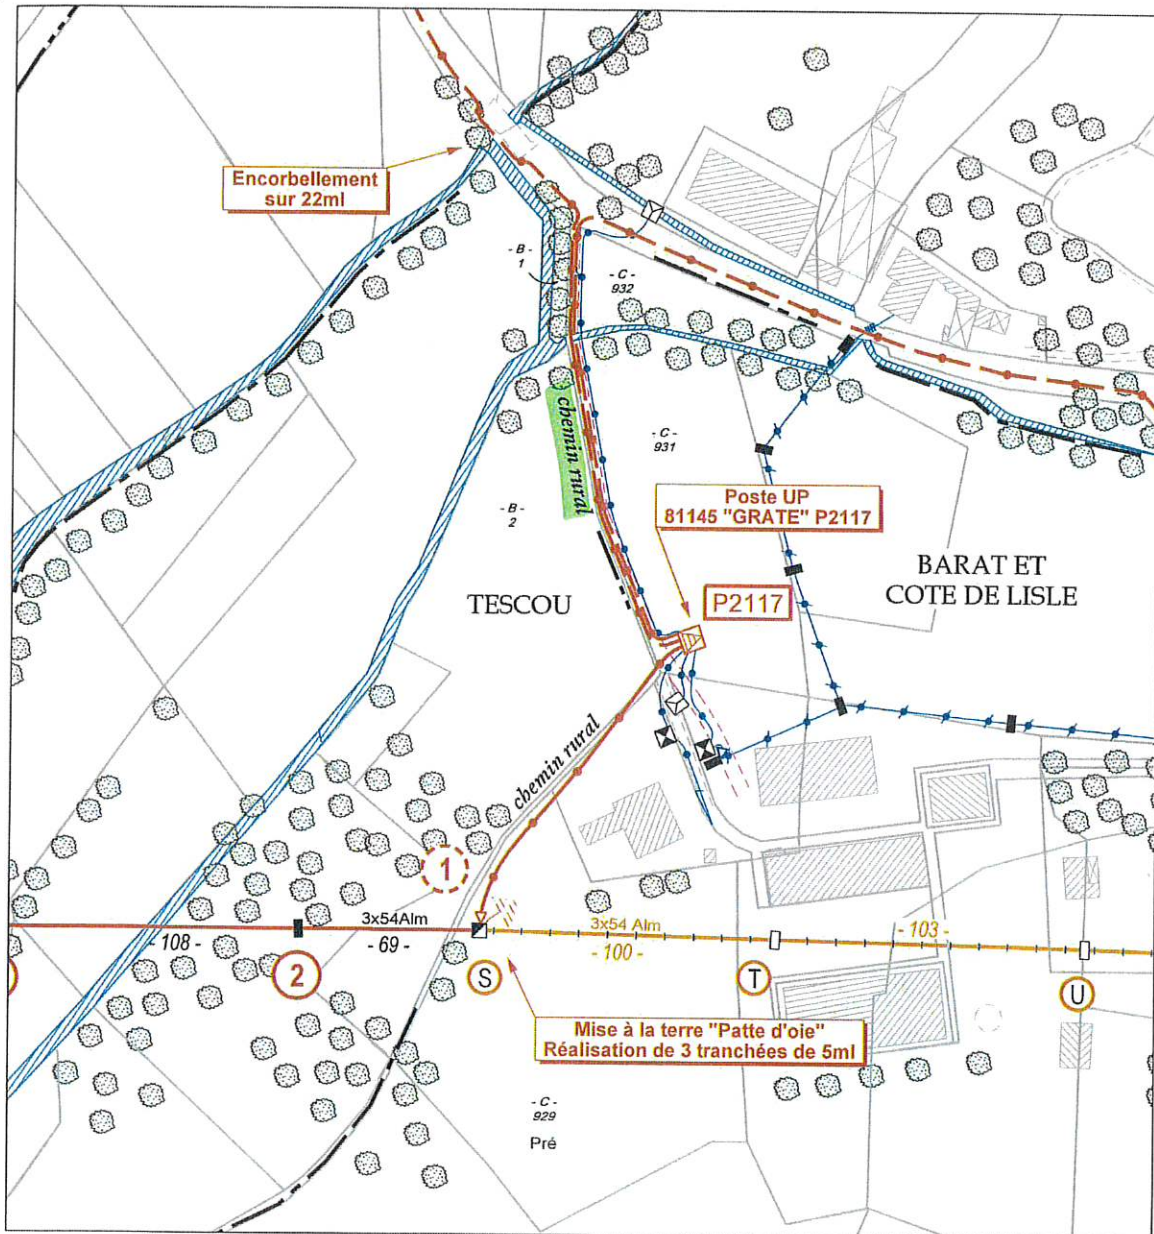 Encorbellement
sur 22ml
- B -
1
- C -
932
chemin rural
- C -
931
- B -
2
Poste UP
81145 "GRATE" P2117
BARAT ET
COTE DE LISLE
TESCOU
P2117
chemin rural
1
3x54Alm
3x54 Alm
- 108 -
- 69 -
- 100 -
- 103 -
2
S
T
U
Mise à la terre "Patte d'oie"
Réalisation de 3 tranchées de 5ml
- C -
929
Pré